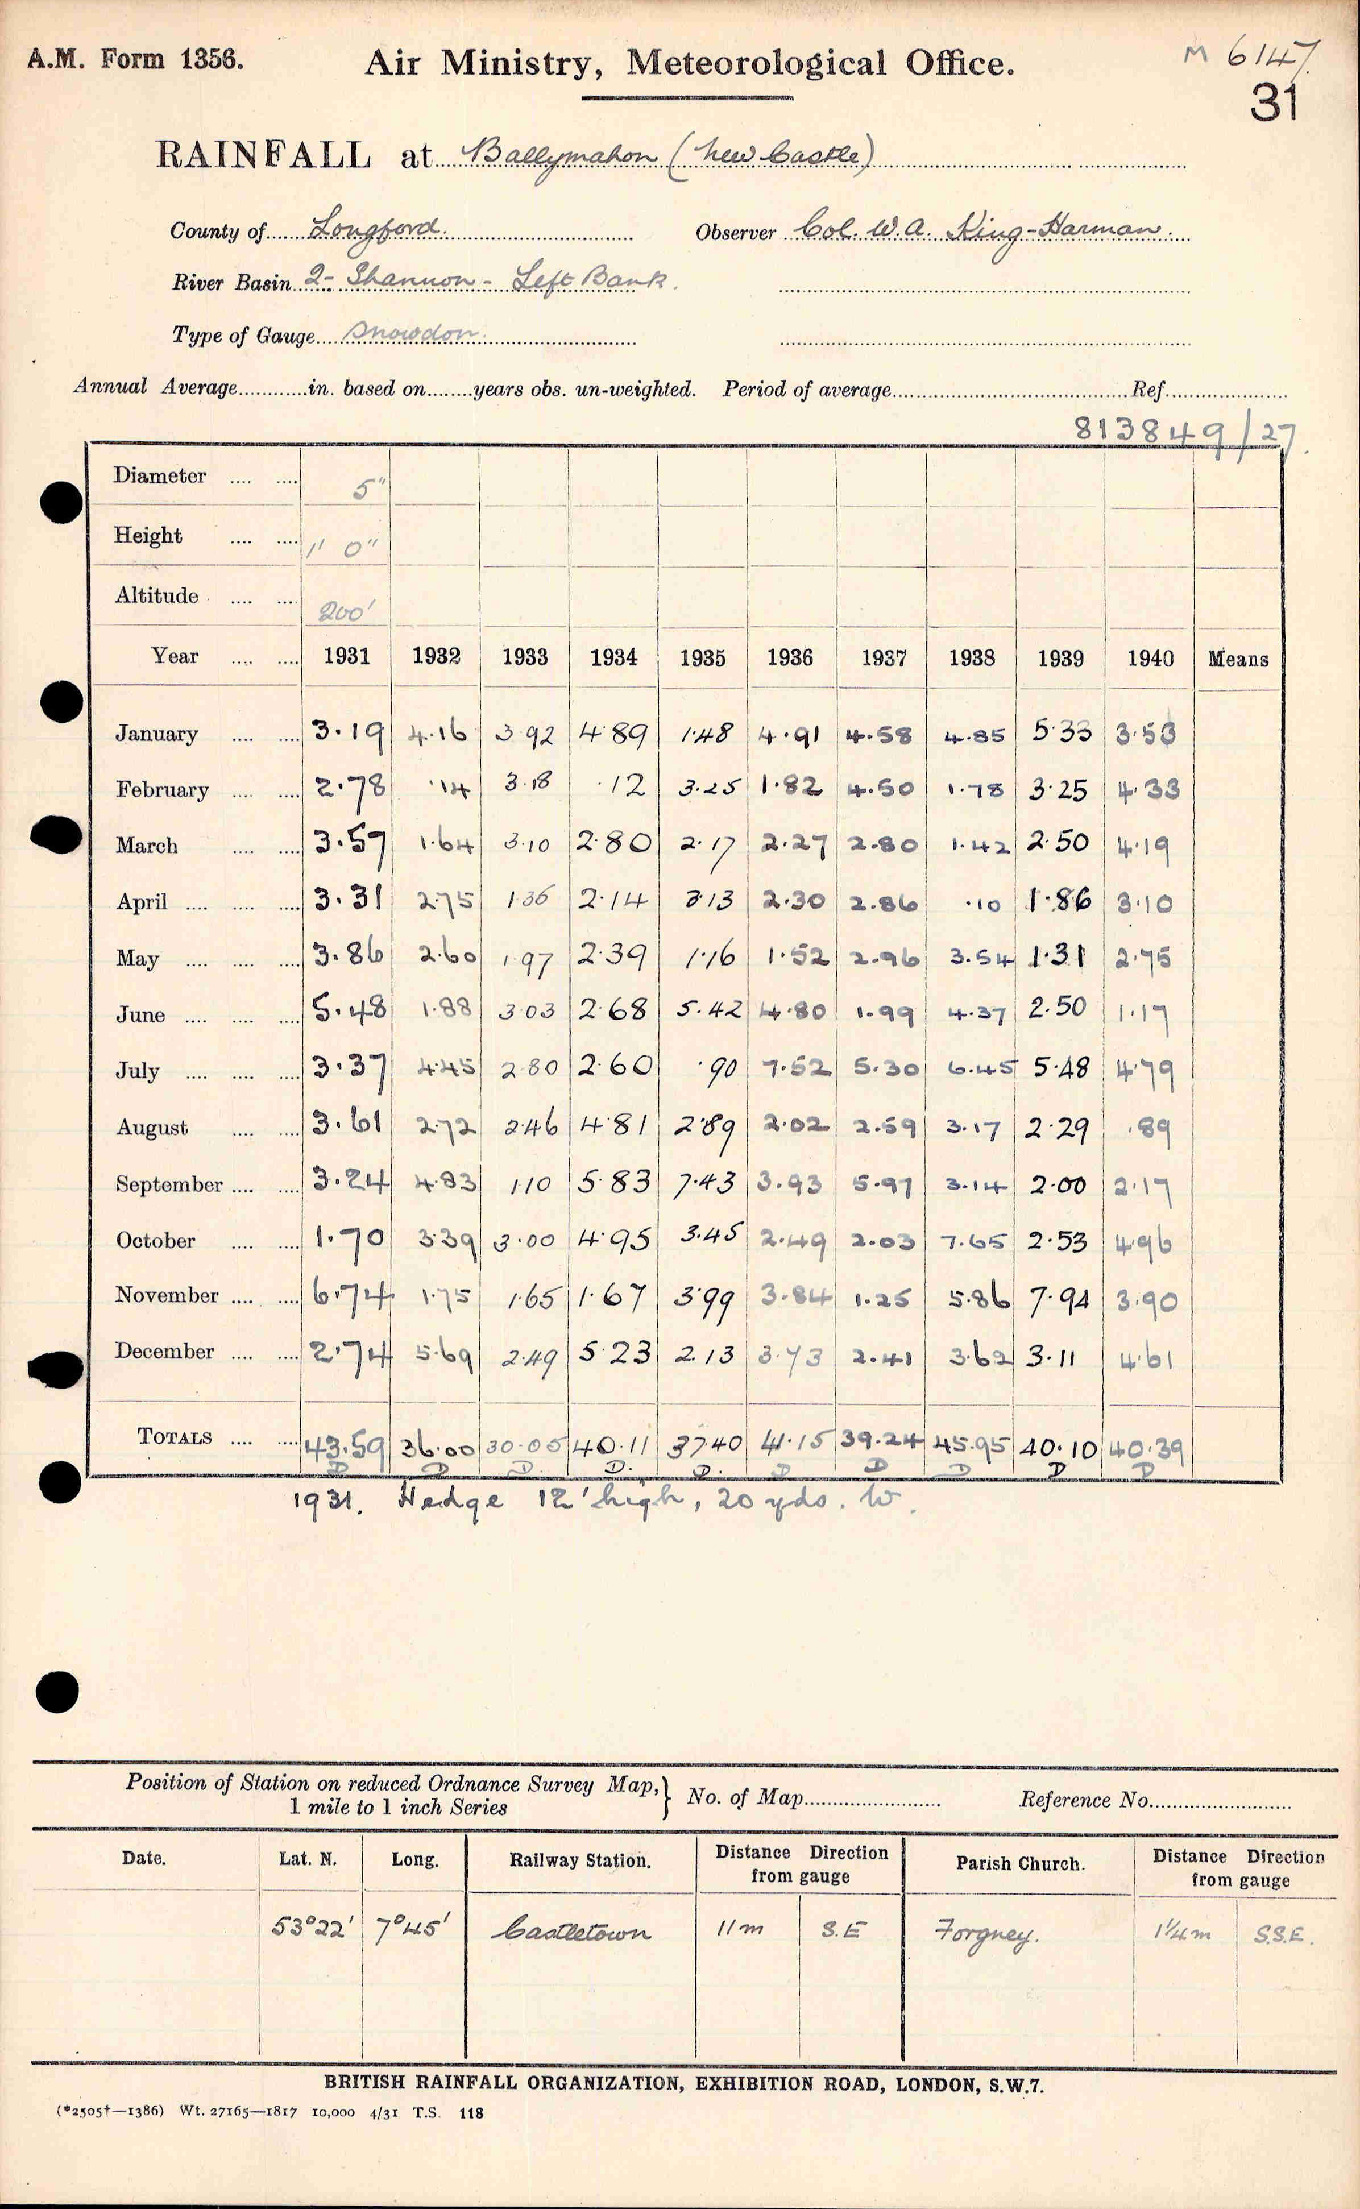 A.M. Form 1356.
Air Ministry, Meteorological Office.
M 6147
31
RAINFALL at Ballymahon (New Castle)
County of Longford. Observer Col. W.A. King-Harman.
River Basin 2- Shannon - Left Bank.
Type of Gauge Snowdon.
Annual Average............in. based on........years obs. un-weighted. Period of average.......................................Ref.....................
813849/27.
Diameter .... .... 5"
Height .... .... 1' 0"
Altitude .... .... 200'
Year .... .... 1931 1932 1933 1934 1935 1936 1937 1938 1939 1940 Means
January .... .... 3.19 4.16 3.92 4.89 1.48 4.91 4.58 4.85 5.33 3.53
February .... .... 2.78 .14 3.18 .12 3.25 1.82 4.50 1.78 3.25 4.33
March .... .... 3.57 1.64 3.10 2.80 2.17 2.27 2.80 1.42 2.50 4.19
April .... .... .... 3.31 2.75 1.35 2.14 3.13 2.30 2.86 .10 1.86 3.10
May .... .... .... 3.86 2.60 1.97 2.39 1.16 1.52 2.96 3.54 1.31 2.75
June .... .... .... 5.48 1.88 3.03 2.68 5.42 4.80 1.99 4.37 2.50 1.17
July .... .... .... 3.37 4.45 2.80 2.60 .90 7.52 5.30 6.45 5.48 4.79
August .... .... 3.61 2.72 2.46 4.81 2.89 2.02 2.59 3.17 2.29 .89
September .... .... 3.24 4.83 1.10 5.83 7.43 3.93 5.97 3.14 2.00 2.17
October .... .... 1.70 3.39 3.00 4.95 3.45 2.49 2.03 7.65 2.53 4.96
November .... .... 6.74 1.75 1.65 1.67 3.99 3.84 1.25 5.86 7.94 3.90
December .... .... 2.74 5.69 2.49 5.23 2.13 3.73 2.41 3.62 3.11 4.61
TOTALS .... .... 43.59 36.00 30.05 40.11 37.40 41.15 39.24 45.95 40.10 40.39
D D D. D. D. D D D D D
1931. Hedge 12' high, 20 yds. W.
Position of Station on reduced Ordnance Survey Map,} No. of Map.......................... Reference No..........................
1 mile to 1 inch Series
Date. Lat. N. Long. Railway Station. Distance Direction from gauge Parish Church. Distance Direction from gauge
53°22' 7°45' Castletown 11m S.E Forgney. 1¼m S.S.E.
BRITISH RAINFALL ORGANIZATION, EXHIBITION ROAD, LONDON, S.W.7.
(*2505†—1386) Wt. 27165—1817 10,000 4/31 T.S. 118